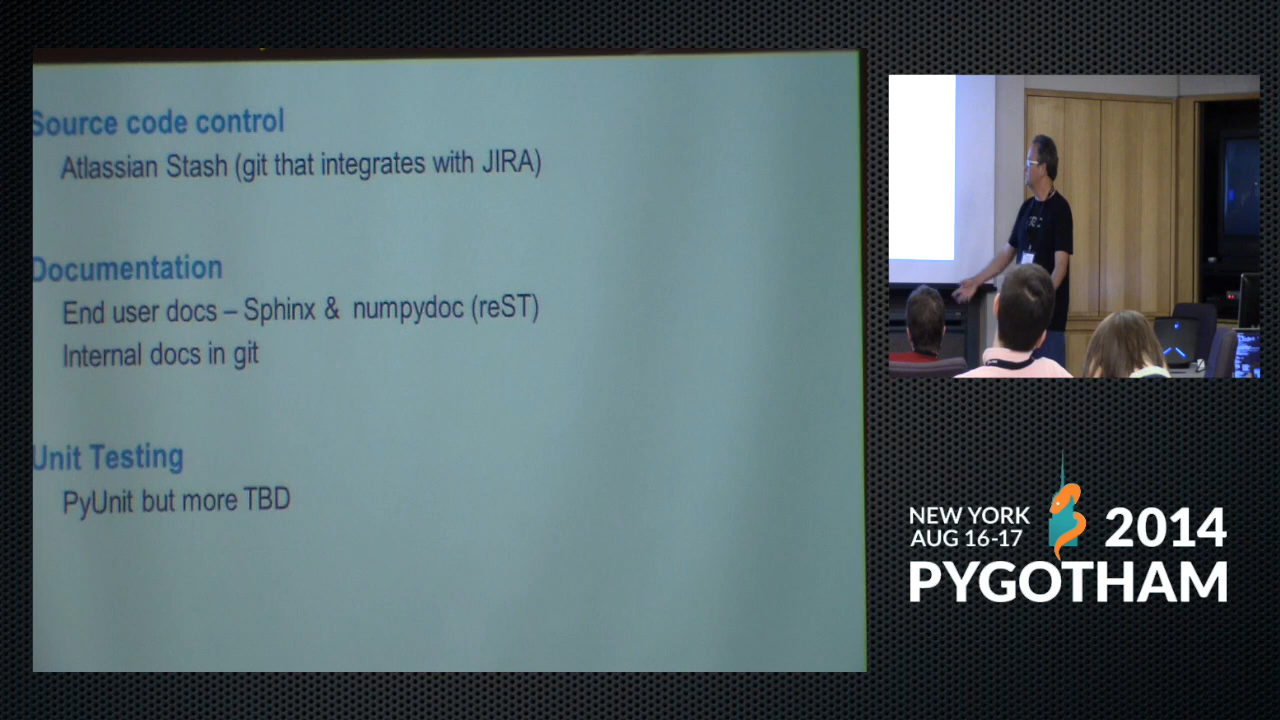 Source code control
Atlassian Stash (git that integrates with JIRA)
Documentation
End user docs – Sphinx & numpydoc (reST)
Internal docs in git
Unit Testing
PyUnit but more TBD
NEW YORK
AUG 16-17
2014
PYGOTHAM